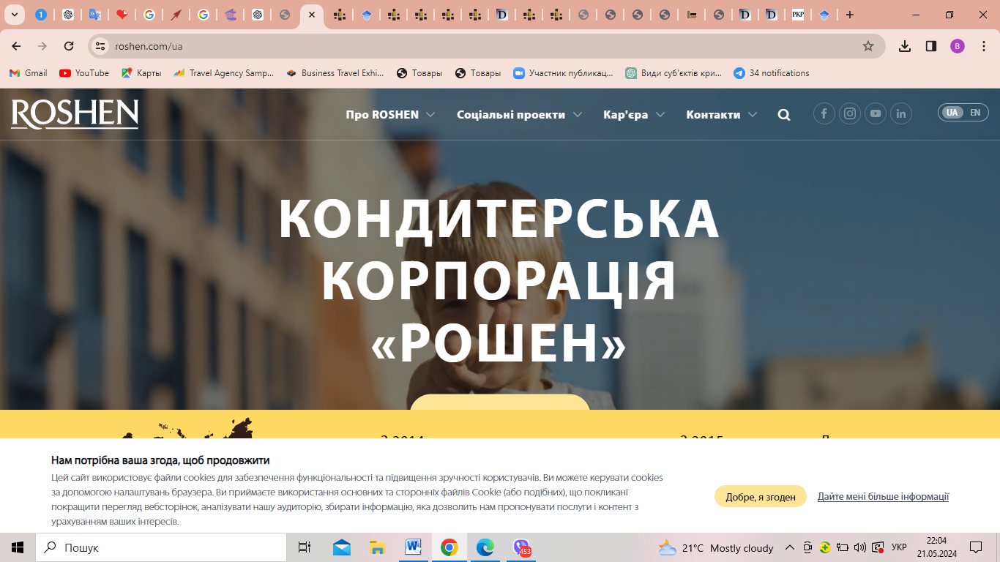 1
roshen.com/ua
B
Gmail
YouTube
Карты
Travel Agency Samp...
Business Travel Exhi...
Товары
Товары
Участник публикац...
Види суб'єктів кри...
34 notifications
ROSHEN
Про ROSHEN
Соціальні проекти
Кар'єра
Контакти
UA EN
КОНДИТЕРСЬКА
КОРПОРАЦІЯ
«РОШЕН»
Нам потрібна ваша згода, щоб продовжити
Цей сайт використовує файли cookies для забезпечення функціональності та підвищення зручності користувачів. Ви можете керувати cookies
за допомогою налаштувань браузера. Ви приймаєте використання основних та сторонніх файлів Cookie (або подібних), що покликані
покращити перегляд вебсторінок, аналізувати нашу аудиторію, збирати інформацію, яка дозволить нам пропонувати послуги і контент з
урахуванням ваших інтересів.
Добре, я згоден
Дайте мені більше інформації
Пошук
453
21°C Mostly cloudy
УКР
22:04
21.05.2024